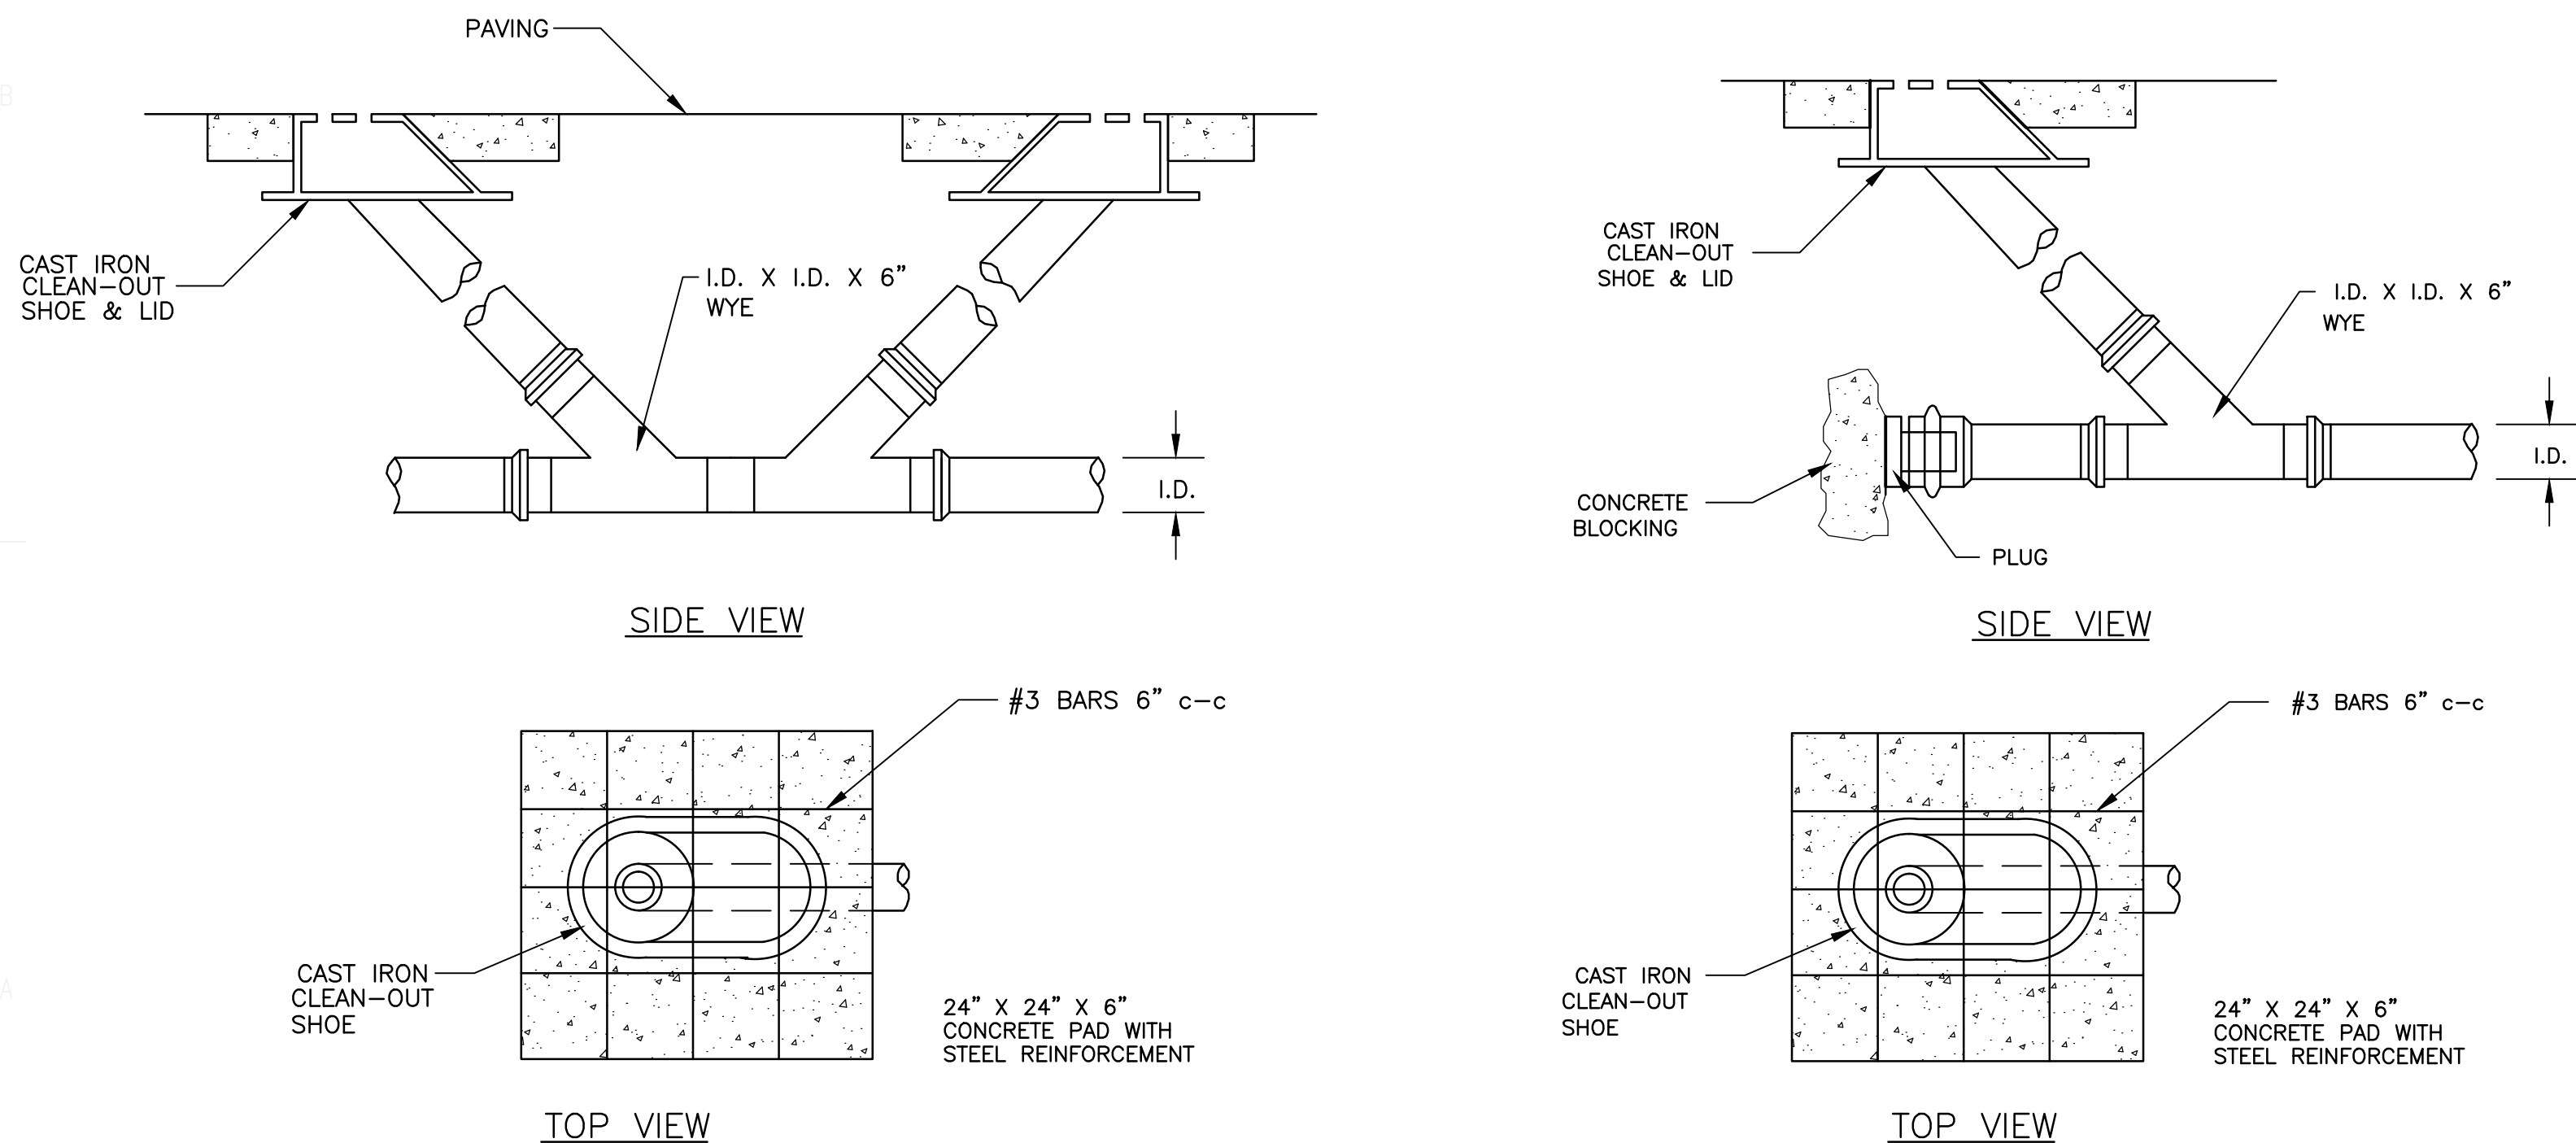 PAVING
CAST IRON
CLEAN-OUT
SHOE & LID
I.D. X I.D. X 6"
WYE
I.D.
SIDE VIEW
#3 BARS 6" c-c
CAST IRON
CLEAN-OUT
SHOE
24" X 24" X 6"
CONCRETE PAD WITH
STEEL REINFORCEMENT
TOP VIEW
CAST IRON
CLEAN-OUT
SHOE & LID
I.D. X I.D. X 6"
WYE
I.D.
CONCRETE
BLOCKING
PLUG
SIDE VIEW
#3 BARS 6" c-c
CAST IRON
CLEAN-OUT
SHOE
24" X 24" X 6"
CONCRETE PAD WITH
STEEL REINFORCEMENT
TOP VIEW
B
A